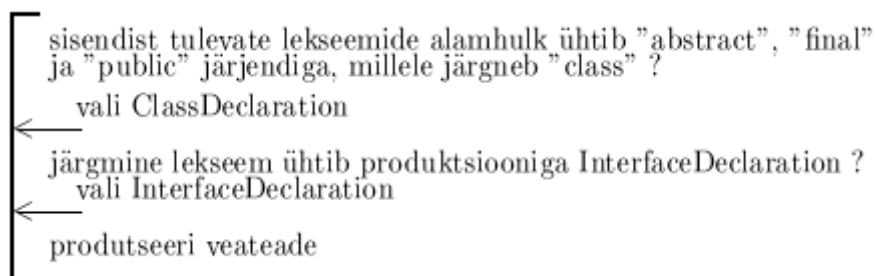 sisendist tulevate lekseemide alamhulk ühtib "abstract", "final"
ja "public" järjendiga, millele järgneb "class" ?
vali ClassDeclaration
järgmine lekseem ühtib produktsiooniga InterfaceDeclaration ?
vali InterfaceDeclaration
produtseeri veateade